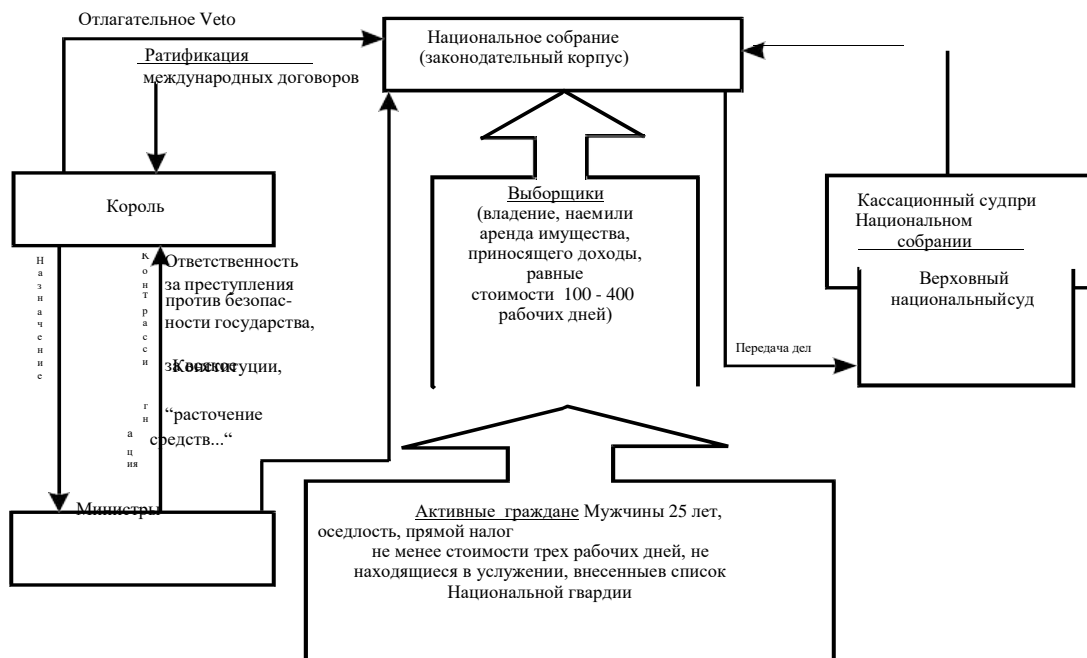 Отлагательное Veto
Ратификация
международных договоров
Национальное собрание
(законодательный корпус)
Король
Выборщики
(владение, наемили
аренда имущества,
приносящего доходы,
равные
стоимости 100 - 400
рабочих дней)
Кассационный судпри
Национальном
собрании
Верховный
национальныйсуд
Назначение
Контрассигнация
Ответственность
за преступления
против безопас-
ности государства,
за всякое
Конституции,
“расточение
средств...“
Передача дел
Министры
Активные граждане Мужчины 25 лет,
оседлость, прямой налог
не менее стоимости трех рабочих дней, не
находящиеся в услужении, внесенныев список
Национальной гвардии